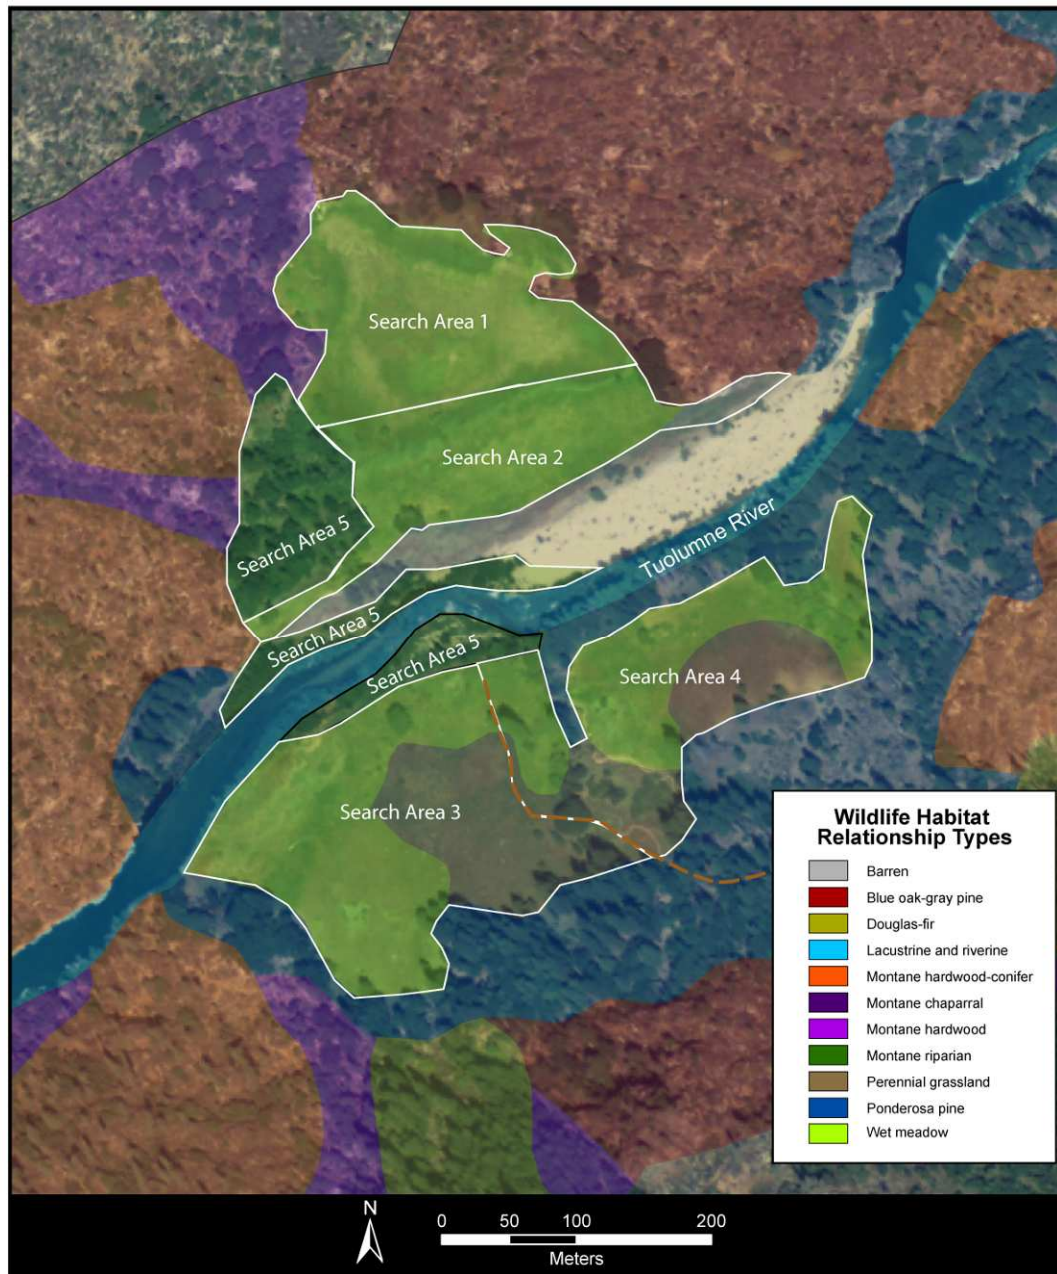 Search Area 1
Search Area 2
Search Area 5
Tuolumne River
Search Area 5
Search Area 5
Search Area 4
Search Area 3
Wildlife Habitat
Relationship Types
Barren
Blue oak-gray pine
Douglas-fir
Lacustrine and riverine
Montane hardwood-conifer
Montane chaparral
Montane hardwood
Montane riparian
Perennial grassland
Ponderosa pine
Wet meadow
N
0 50 100 200
Meters